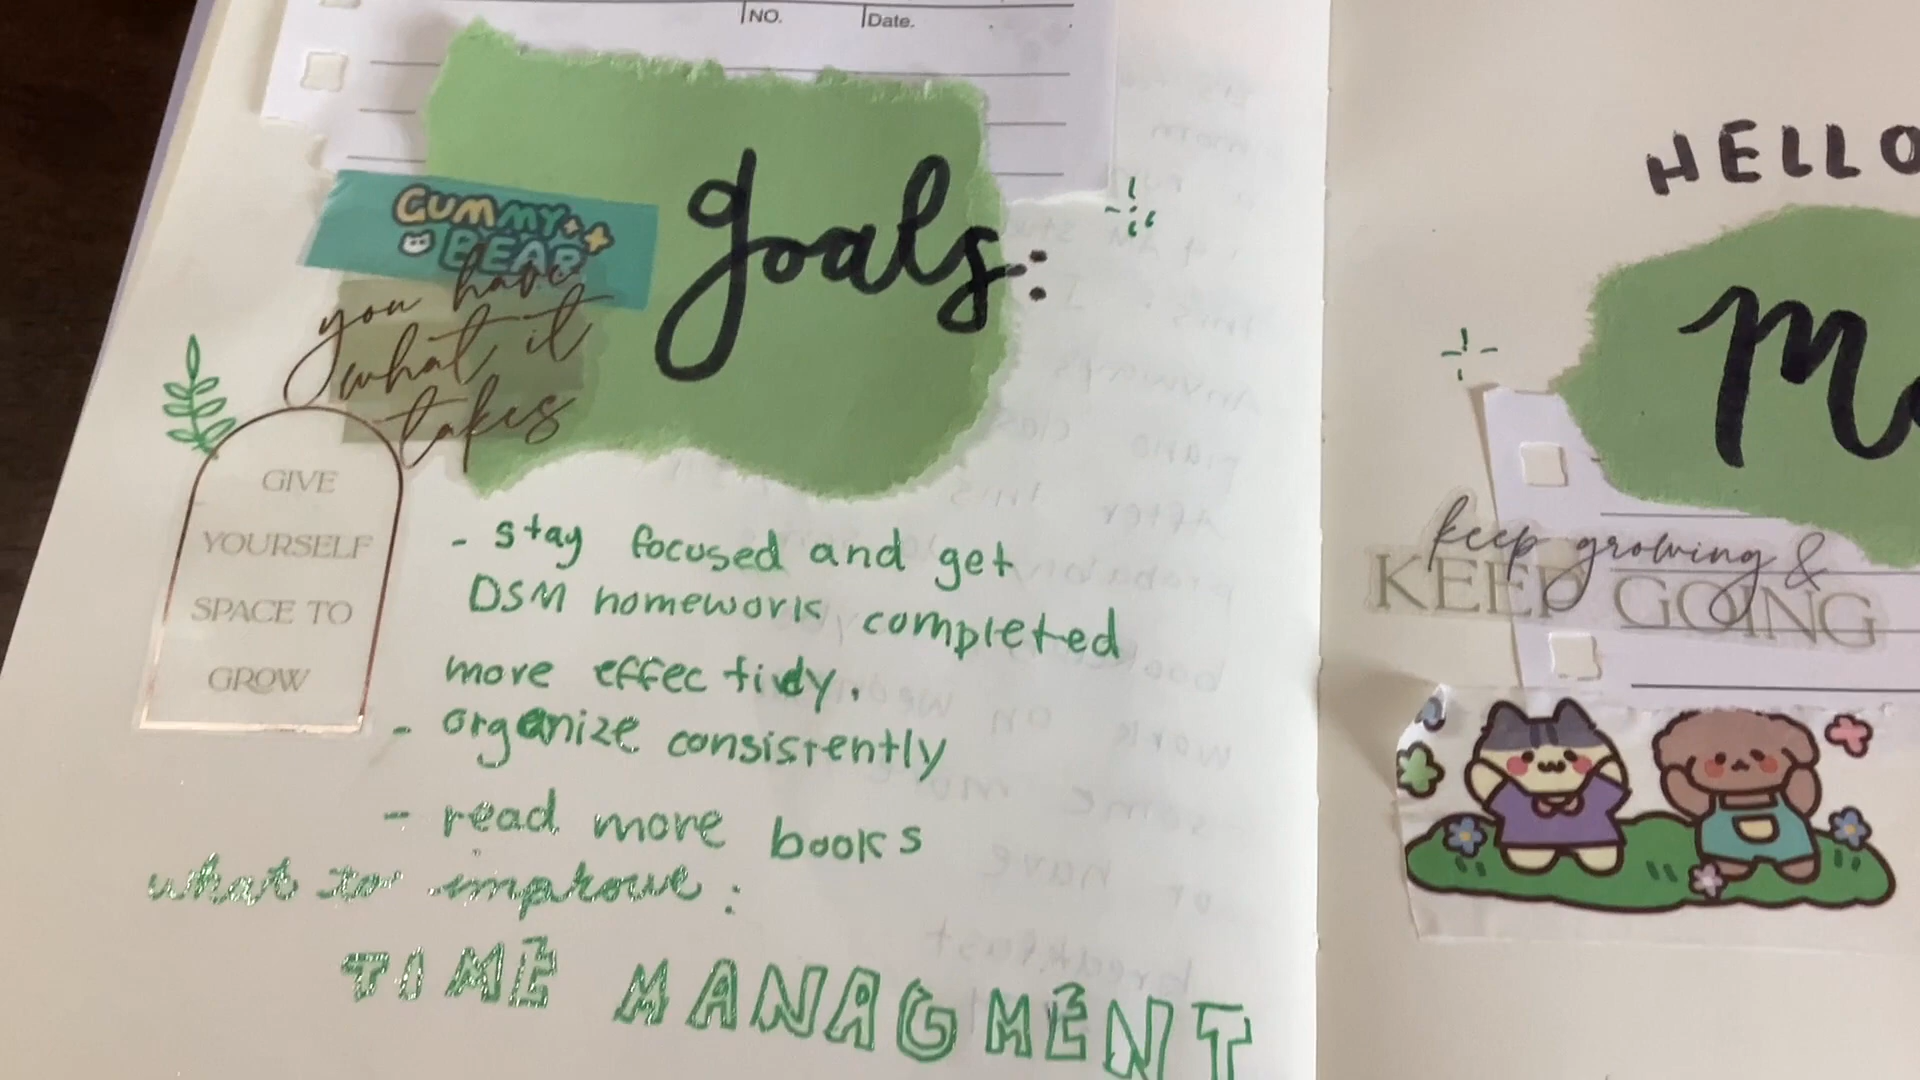 NO. Date.
goals:
GUMMY
BEAR
you have
what it
takes
GIVE
YOURSELF
SPACE TO
GROW
- stay focused and get
DSM homework completed
more effectivly.
- organize consistently
- read more books
what to improve:
TIME MANAGMENT
HELLO
keep growing &
KEEP GOING